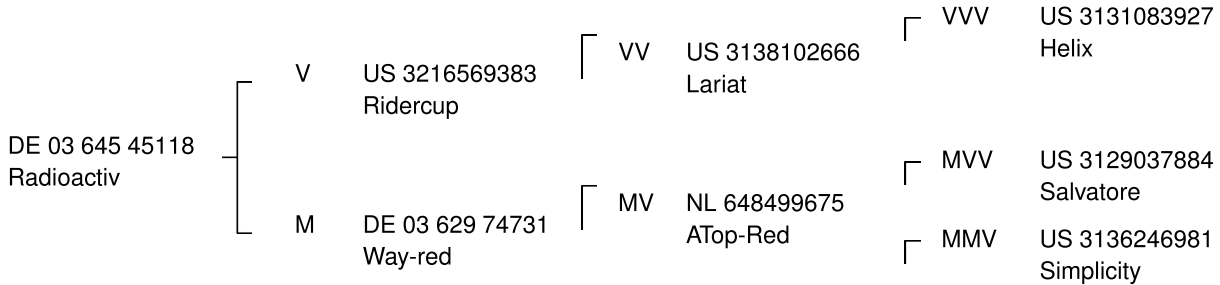 DE 03 645 45118
Radioactiv
V US 3216569383
Ridercup
M DE 03 629 74731
Way-red
VV US 3138102666
Lariat
MV NL 648499675
ATop-Red
VVV US 3131083927
Helix
MVV US 3129037884
Salvatore
MMV US 3136246981
Simplicity